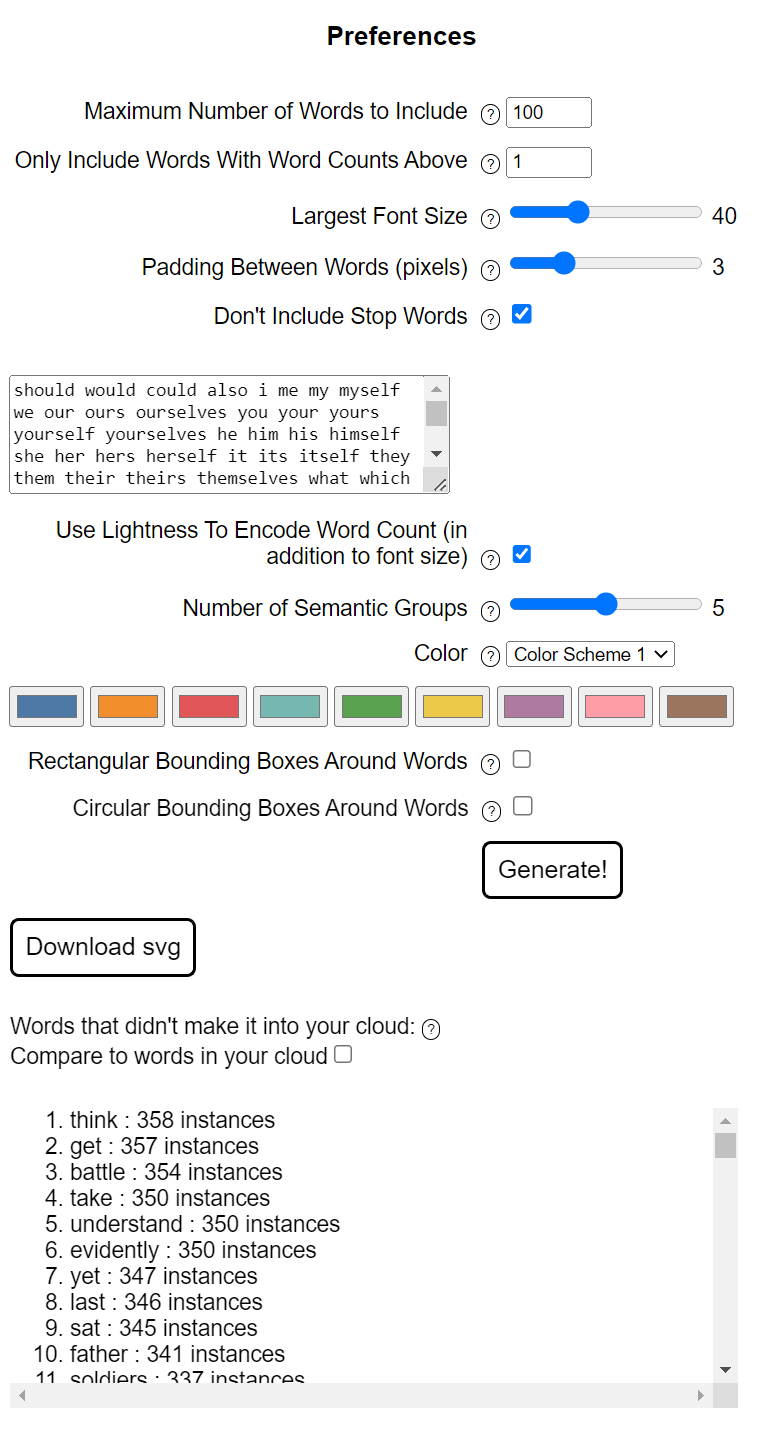 Preferences
Maximum Number of Words to Include ? 100
Only Include Words With Word Counts Above ? 1
Largest Font Size ? 40
Padding Between Words (pixels) ? 3
Don't Include Stop Words ?
should would could also i me my myself
we our ours ourselves you your yours
yourself yourselves he him his himself
she her hers herself it its itself they
them their theirs themselves what which
Use Lightness To Encode Word Count (in
addition to font size) ?
Number of Semantic Groups ? 5
Color ? Color Scheme 1
Rectangular Bounding Boxes Around Words ?
Circular Bounding Boxes Around Words ?
Generate!
Download svg
Words that didn't make it into your cloud: ?
Compare to words in your cloud
1. think : 358 instances
2. get : 357 instances
3. battle : 354 instances
4. take : 350 instances
5. understand : 350 instances
6. evidently : 350 instances
7. yet : 347 instances
8. last : 346 instances
9. sat : 345 instances
10. father : 341 instances
11. soldiers : 337 instances